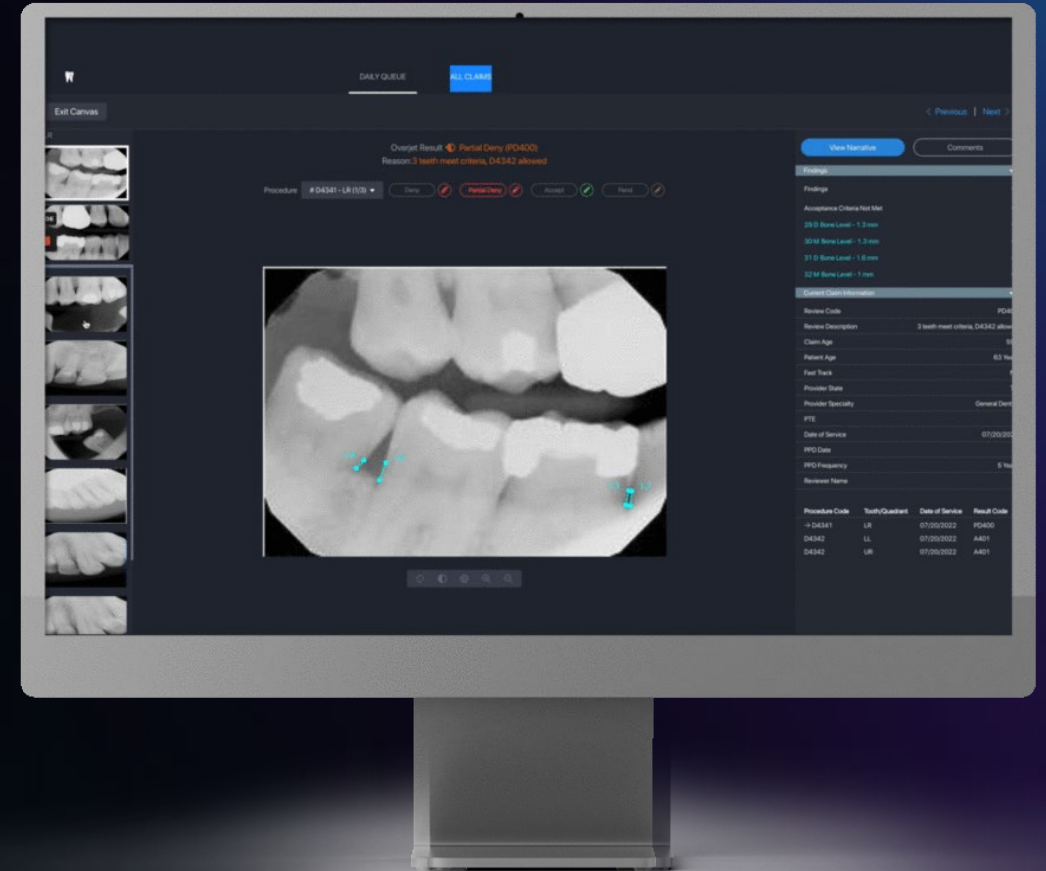 DAILY QUEUE
ALL CLAIMS
Exit Canvas
< Previous | Next >
Overjet Result Partial Deny (PD400)
Reason:3 teeth meet criteria, D4342 allowed
Procedure # D4341 - LR (1/3) Deny Partial Deny Accept Pend
View Narrative
Comments
Findings
Findings
Acceptance Criteria Not Met
29 D Bone Level - 1.3 mm
30 M Bone Level - 1.3 mm
31 D Bone Level - 1.6 mm
32 M Bone Level - 1 mm
Current Claim Information
Review Code PD40
Review Description 3 teeth meet criteria, D4342 allow
Claim Age
Patient Age 63 Yea
Fast Track
Provider State
Provider Specialty General Dent
PTE
Date of Service 07/20/202
PPD Date
PPD Frequency 5 Yea
Reviewer Name
Procedure Code Tooth/Quadrant Date of Service Result Code
→ D4341 LR 07/20/2022 PD400
D4342 LL 07/20/2022 A401
D4342 UR 07/20/2022 A401